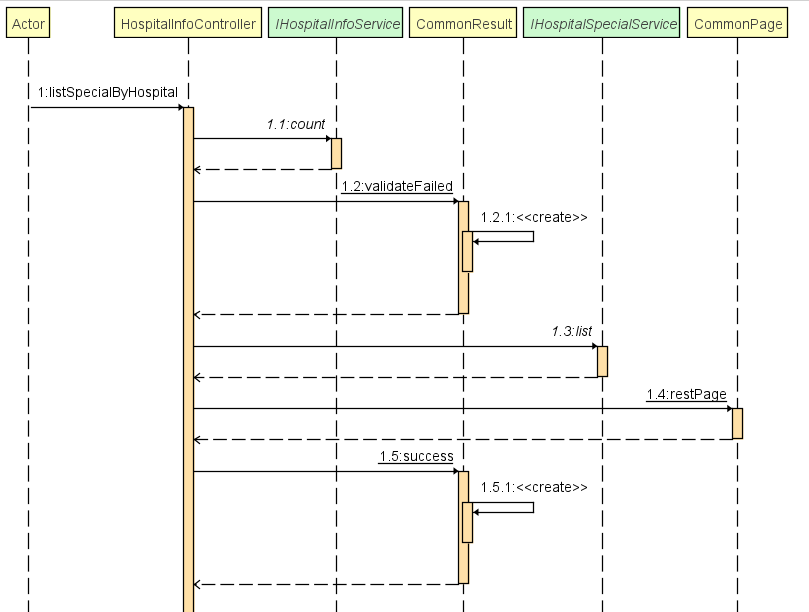 Actor
HospitalInfoController
IHospitalInfoService
CommonResult
IHospitalSpecialService
CommonPage
1:listSpecialByHospital
1.1:count
1.2:validateFailed
1.2.1:<<create>>
1.3:list
1.4:restPage
1.5:success
1.5.1:<<create>>